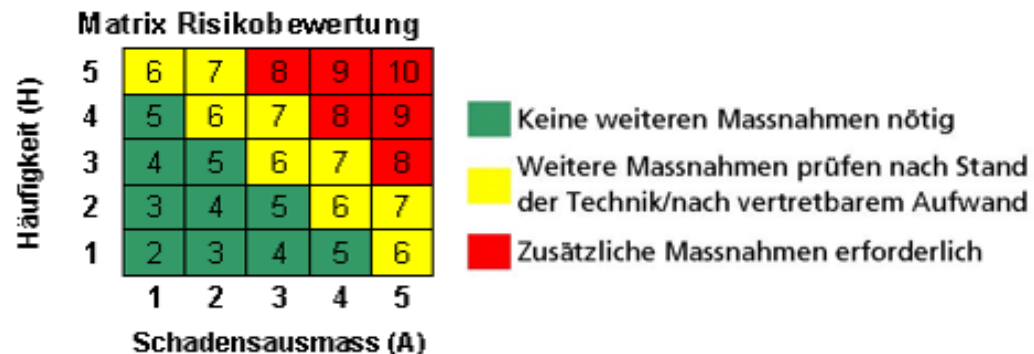 Matrix Risikobewertung
Häufigkeit (H)
5 6 7 8 9 10
4 5 6 7 8 9
3 4 5 6 7 8
2 3 4 5 6 7
1 2 3 4 5 6
1 2 3 4 5
Schadensausmass (A)
Keine weiteren Massnahmen nötig
Weitere Massnahmen prüfen nach Stand
der Technik/nach vertretbarem Aufwand
Zusätzliche Massnahmen erforderlich